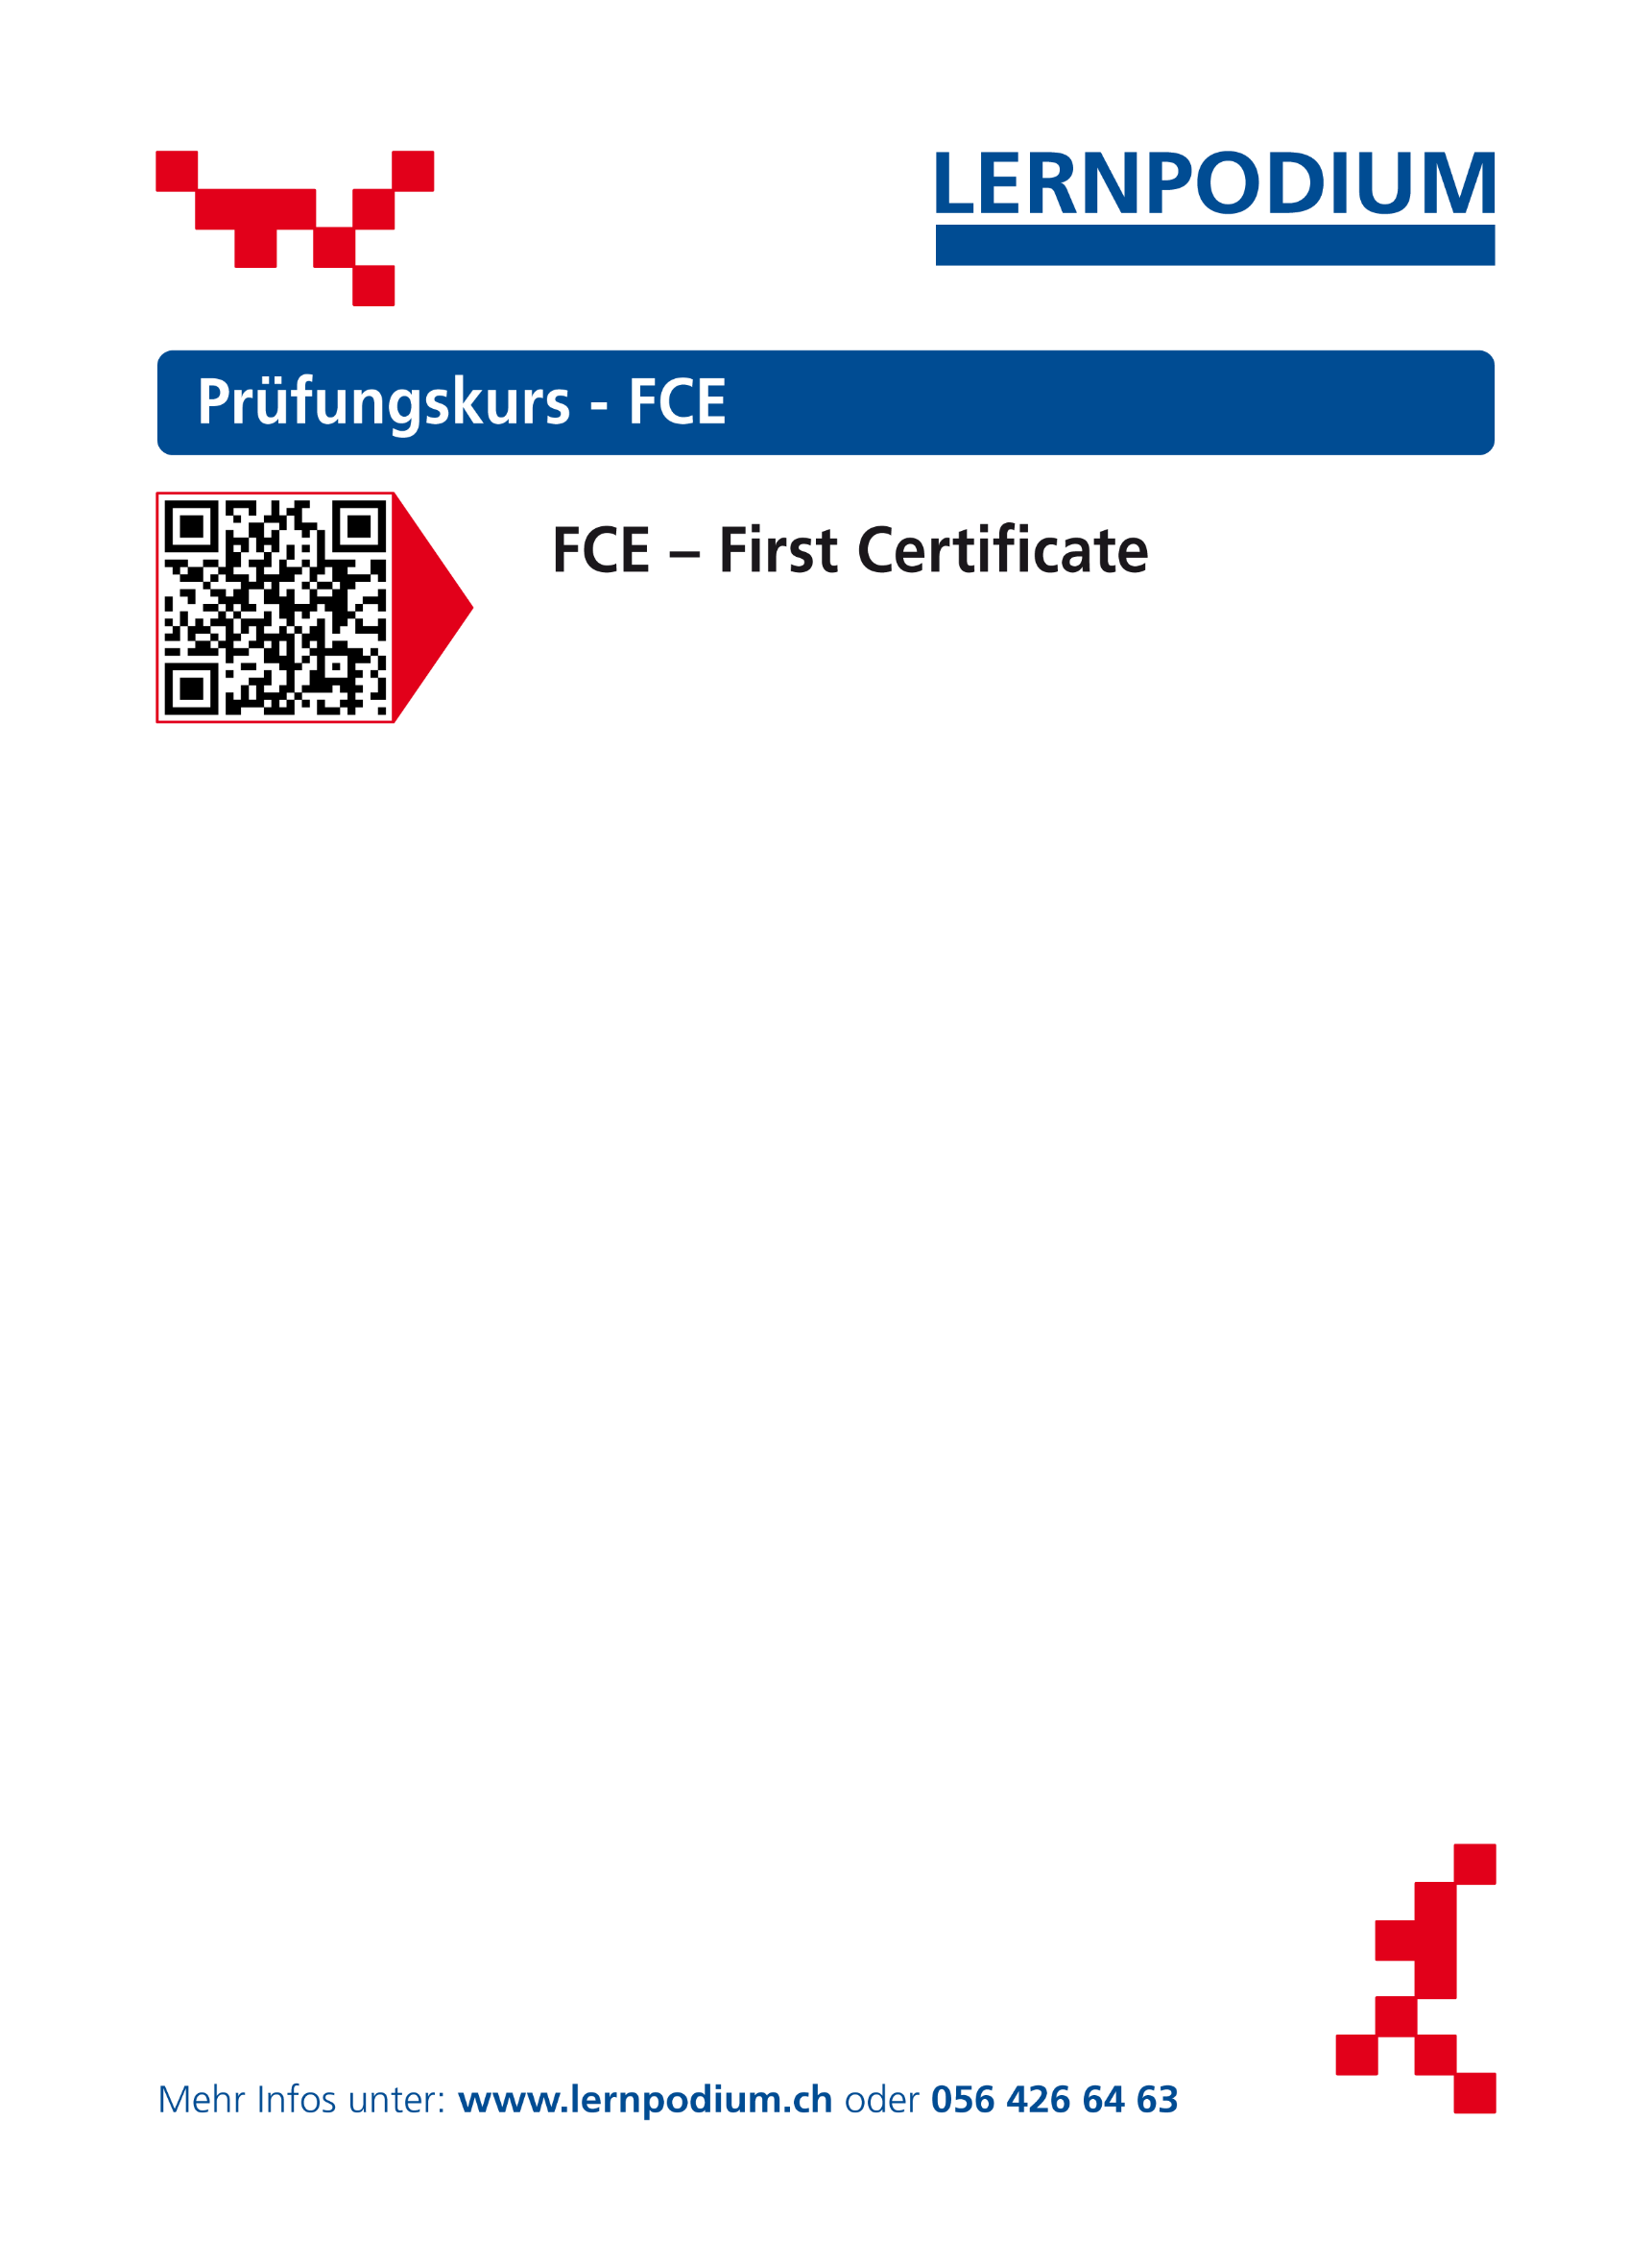 LERNPODIUM
Prüfungskurs - FCE
FCE – First Certificate
Mehr Infos unter: www.lernpodium.ch oder 056 426 64 63